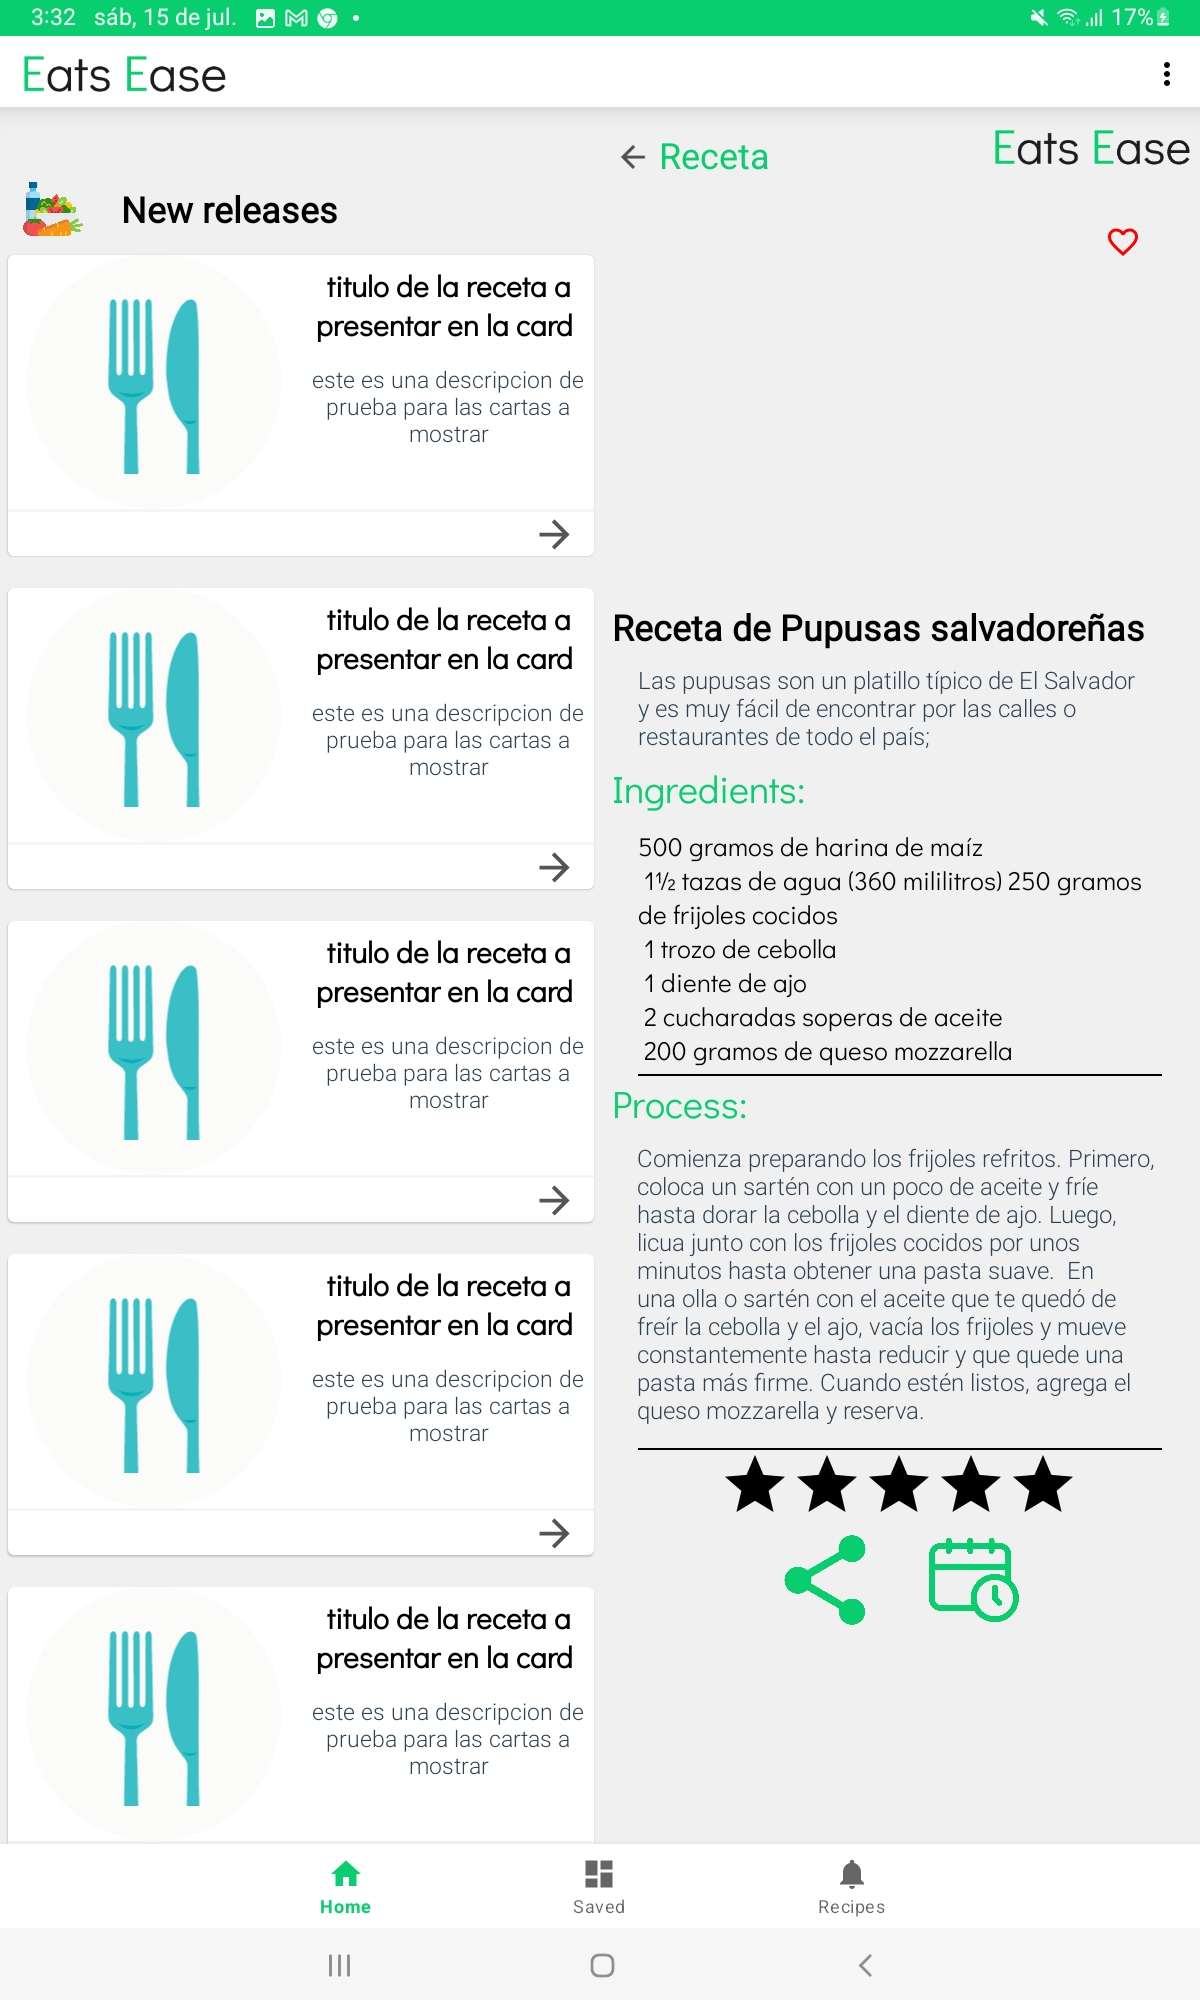 3:32 sáb, 15 de jul.
17%
Eats Ease
New releases
titulo de la receta a
presentar en la card
este es una descripcion de
prueba para las cartas a
mostrar
titulo de la receta a
presentar en la card
este es una descripcion de
prueba para las cartas a
mostrar
titulo de la receta a
presentar en la card
este es una descripcion de
prueba para las cartas a
mostrar
titulo de la receta a
presentar en la card
este es una descripcion de
prueba para las cartas a
mostrar
titulo de la receta a
presentar en la card
este es una descripcion de
prueba para las cartas a
mostrar
Receta
Eats Ease
Receta de Pupusas salvadoreñas
Las pupusas son un platillo típico de El Salvador
y es muy fácil de encontrar por las calles o
restaurantes de todo el país;
Ingredients:
500 gramos de harina de maíz
1½ tazas de agua (360 mililitros) 250 gramos
de frijoles cocidos
1 trozo de cebolla
1 diente de ajo
2 cucharadas soperas de aceite
200 gramos de queso mozzarella
Process:
Comienza preparando los frijoles refritos. Primero,
coloca un sartén con un poco de aceite y fríe
hasta dorar la cebolla y el diente de ajo. Luego,
licua junto con los frijoles cocidos por unos
minutos hasta obtener una pasta suave.  En
una olla o sartén con el aceite que te quedó de
freír la cebolla y el ajo, vacía los frijoles y mueve
constantemente hasta reducir y que quede una
pasta más firme. Cuando estén listos, agrega el
queso mozzarella y reserva.
Home
Saved
Recipes